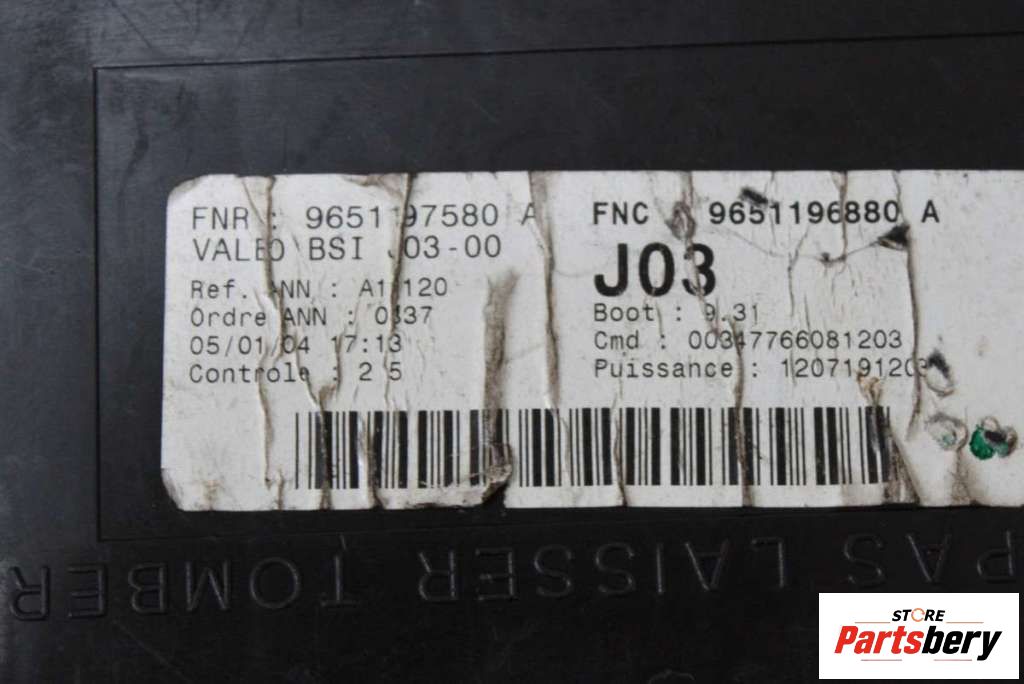 FNR : 9651197580 A
VALEO BSI J03-00
Ref. ANN : A11120
Ordre ANN : 0337
05/01/04 17:13
Controle : 2 5
FNC : 9651196880 A
J03
Boot : 9.31
Cmd : 00347766081203
Puissance : 120719120
PAS LAISSER TOMBER
STORE
Partsbery